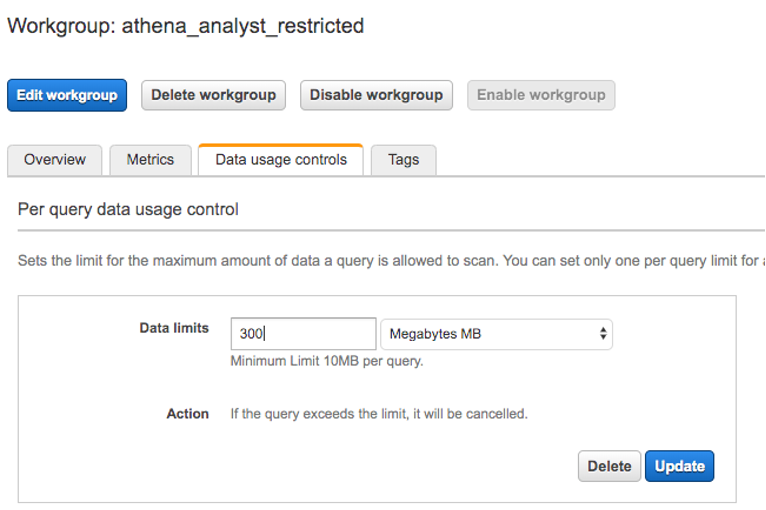 Workgroup: athena_analyst_restricted
Edit workgroup Delete workgroup Disable workgroup Enable workgroup
Overview Metrics Data usage controls Tags
Per query data usage control
Sets the limit for the maximum amount of data a query is allowed to scan. You can set only one per query limit for
Data limits 300 Megabytes MB
Minimum Limit 10MB per query.
Action If the query exceeds the limit, it will be cancelled.
Delete Update